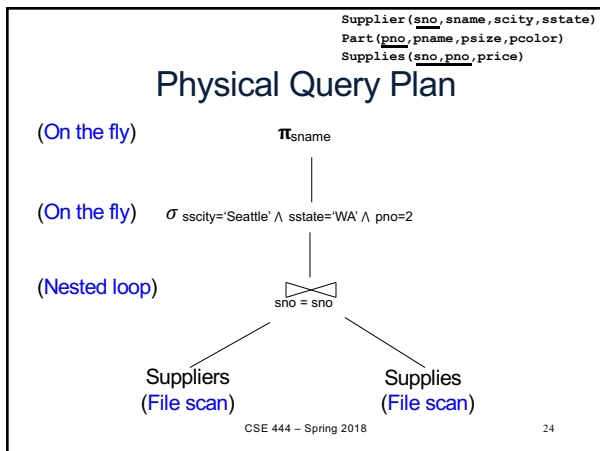 Supplier(sno,sname,scity,sstate)
Part(pno,pname,psize,pcolor)
Supplies(sno,pno,price)
Physical Query Plan
(On the fly) πsname
(On the fly) σ sscity=‘Seattle’ ∧ sstate=‘WA’ ∧ pno=2
(Nested loop)
sno = sno
Suppliers Supplies
(File scan) (File scan)
CSE 444 – Spring 2018 24